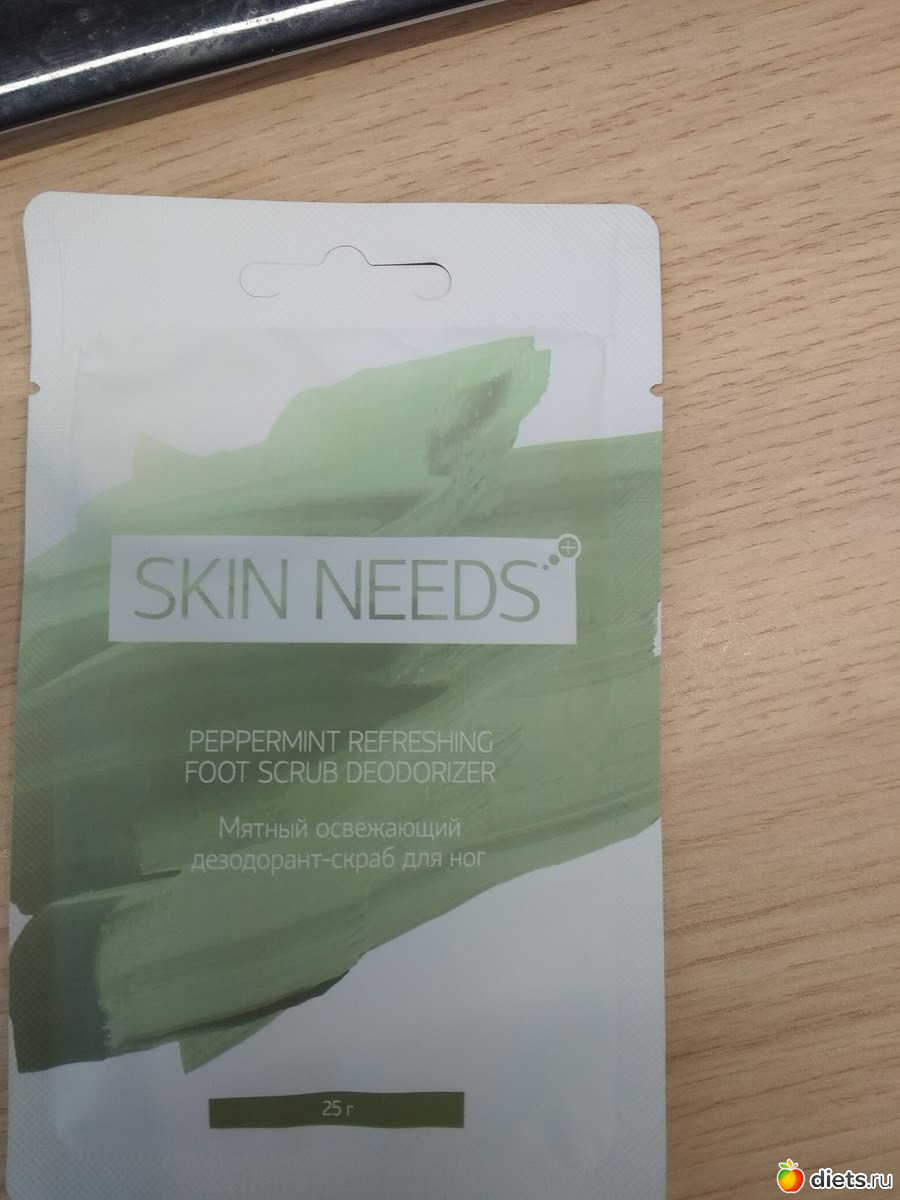 SKIN NEEDS
PEPPERMINT REFRESHING
FOOT SCRUB DEODORIZER
Мятный освежающий
дезодорант-скраб для ног
25 г
diets.ru